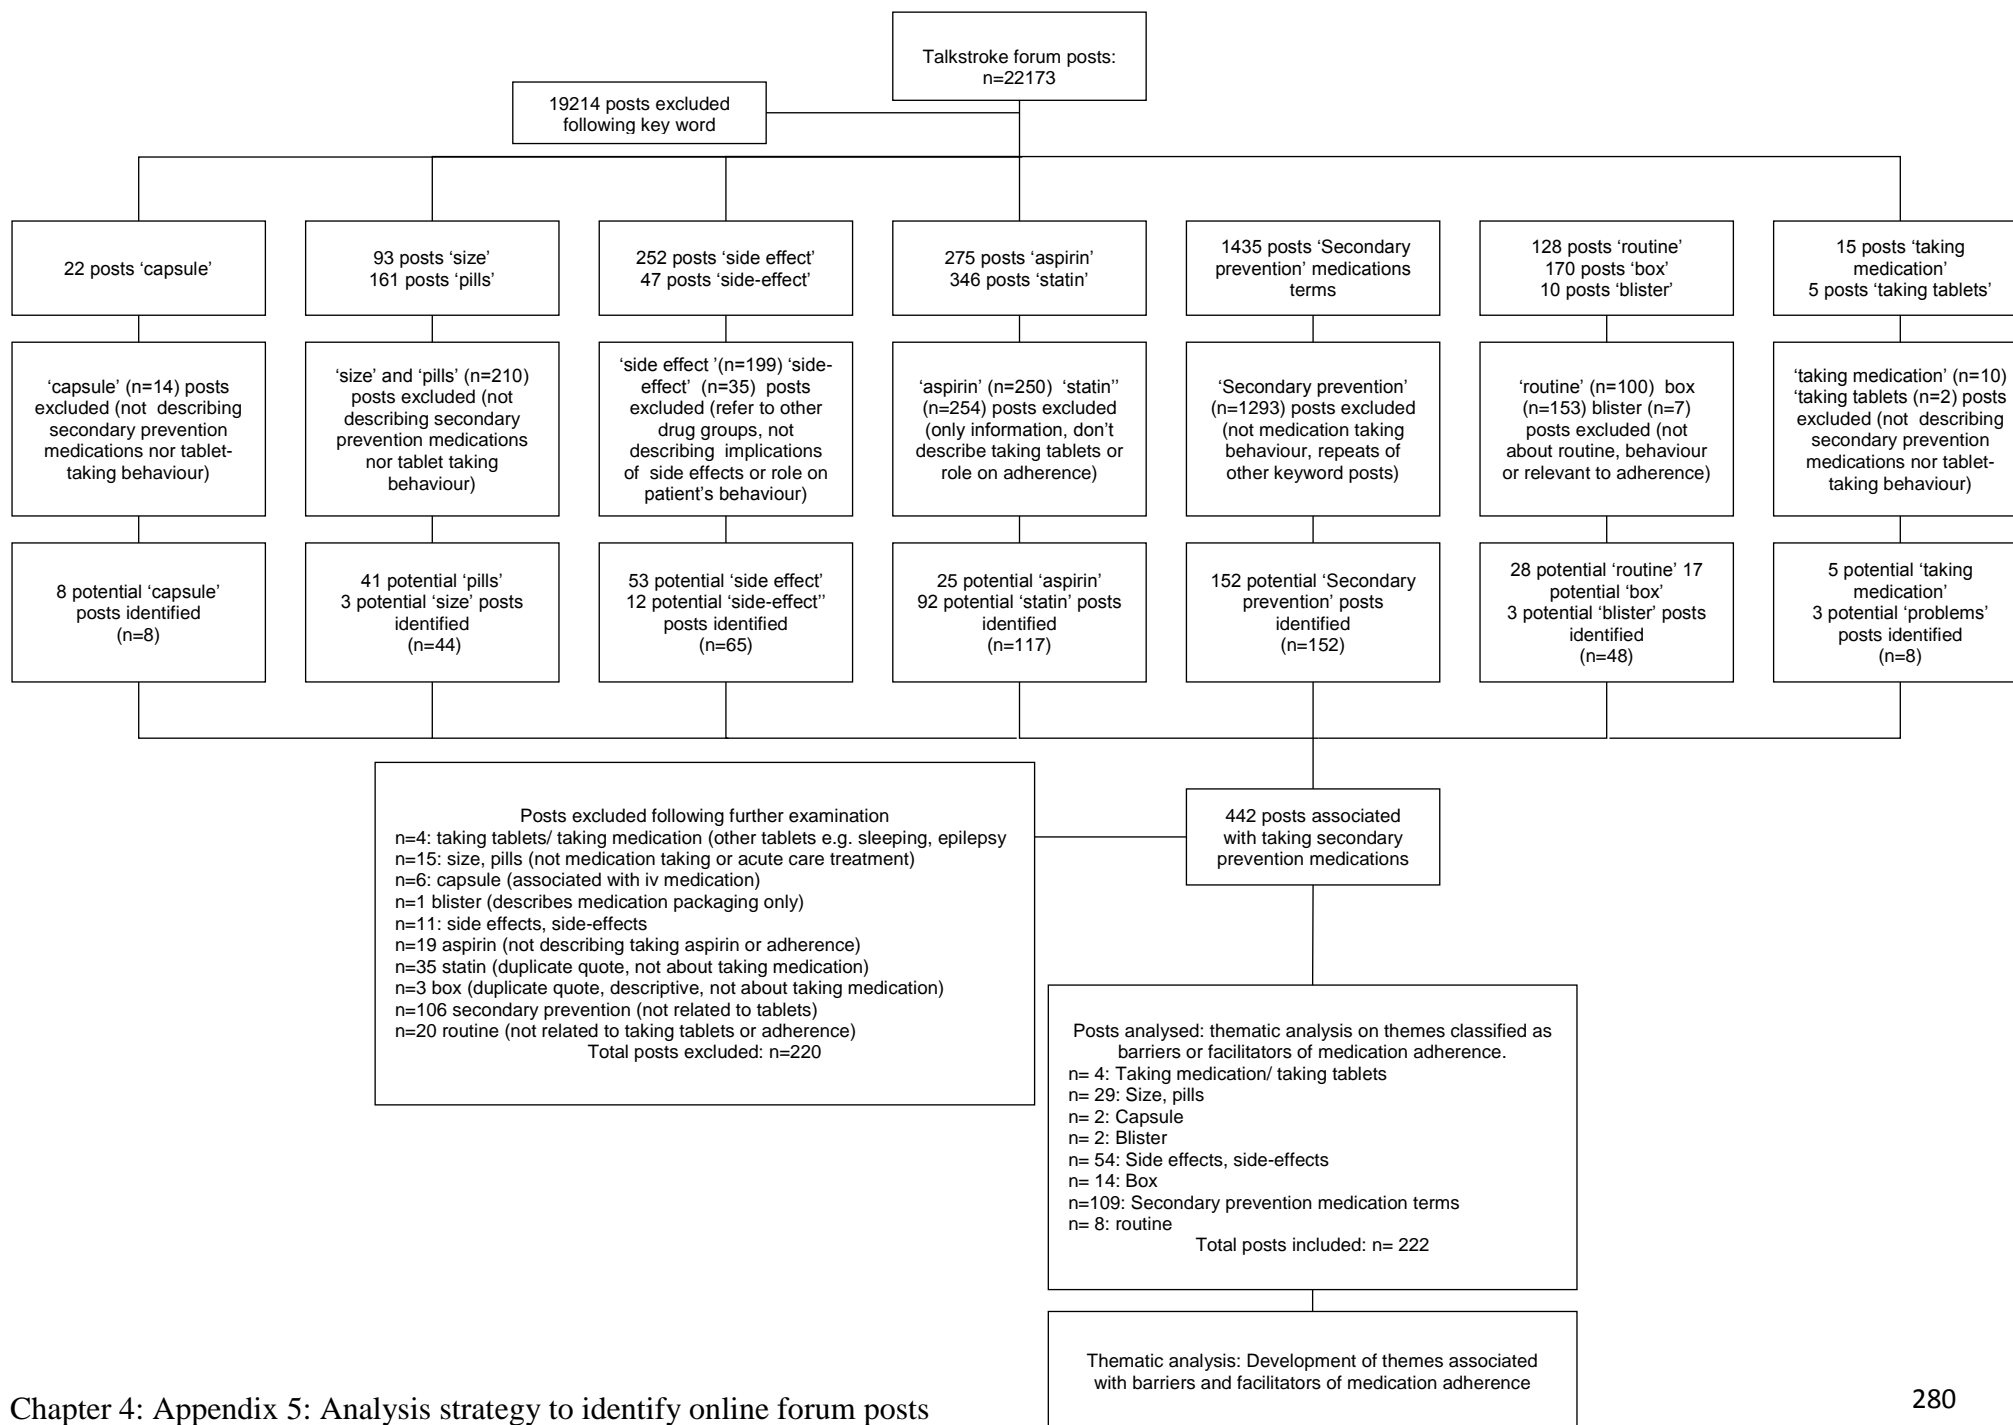 Talkstroke forum posts:
n=22173
19214 posts excluded
following key word
22 posts ‘capsule’
93 posts ‘size’
161 posts ‘pills’
252 posts ‘side effect’
47 posts ‘side-effect’
275 posts ‘aspirin’
346 posts ‘statin’
1435 posts ‘Secondary
prevention’ medications
terms
128 posts ‘routine’
170 posts ‘box’
10 posts ‘blister’
15 posts ‘taking
medication’
5 posts ‘taking tablets’
‘capsule’ (n=14) posts
excluded (not describing
secondary prevention
medications nor tablet-
taking behaviour)
‘size’ and ‘pills’ (n=210)
posts excluded (not
describing secondary
prevention medications
nor tablet taking
behaviour)
‘side effect ’(n=199) ‘side-
effect’ (n=35) posts
excluded (refer to other
drug groups, not
describing implications
of side effects or role on
patient’s behaviour)
‘aspirin’ (n=250) ‘statin’’
(n=254) posts excluded
(only information, don’t
describe taking tablets or
role on adherence)
‘Secondary prevention’
(n=1293) posts excluded
(not medication taking
behaviour, repeats of
other keyword posts)
‘routine’ (n=100) box
(n=153) blister (n=7)
posts excluded (not
about routine, behaviour
or relevant to adherence)
‘taking medication’ (n=10)
‘taking tablets (n=2) posts
excluded (not describing
secondary prevention
medications nor tablet-
taking behaviour)
8 potential ‘capsule’
posts identified
(n=8)
41 potential ‘pills’
3 potential ‘size’ posts
identified
(n=44)
53 potential ‘side effect’
12 potential ‘side-effect’’
posts identified
(n=65)
25 potential ‘aspirin’
92 potential ‘statin’ posts
identified
(n=117)
152 potential ‘Secondary
prevention’ posts
identified
(n=152)
28 potential ‘routine’ 17
potential ‘box’
3 potential ‘blister’ posts
identified
(n=48)
5 potential ‘taking
medication’
3 potential ‘problems’
posts identified
(n=8)
Posts excluded following further examination
n=4: taking tablets/ taking medication (other tablets e.g. sleeping, epilepsy
n=15: size, pills (not medication taking or acute care treatment)
n=6: capsule (associated with iv medication)
n=1 blister (describes medication packaging only)
n=11: side effects, side-effects
n=19 aspirin (not describing taking aspirin or adherence)
n=35 statin (duplicate quote, not about taking medication)
n=3 box (duplicate quote, descriptive, not about taking medication)
n=106 secondary prevention (not related to tablets)
n=20 routine (not related to taking tablets or adherence)
Total posts excluded: n=220
442 posts associated
with taking secondary
prevention medications
Posts analysed: thematic analysis on themes classified as
barriers or facilitators of medication adherence.
n= 4: Taking medication/ taking tablets
n= 29: Size, pills
n= 2: Capsule
n= 2: Blister
n= 54: Side effects, side-effects
n= 14: Box
n=109: Secondary prevention medication terms
n= 8: routine
Total posts included: n= 222
Thematic analysis: Development of themes associated
with barriers and facilitators of medication adherence
Chapter 4: Appendix 5: Analysis strategy to identify online forum posts
280